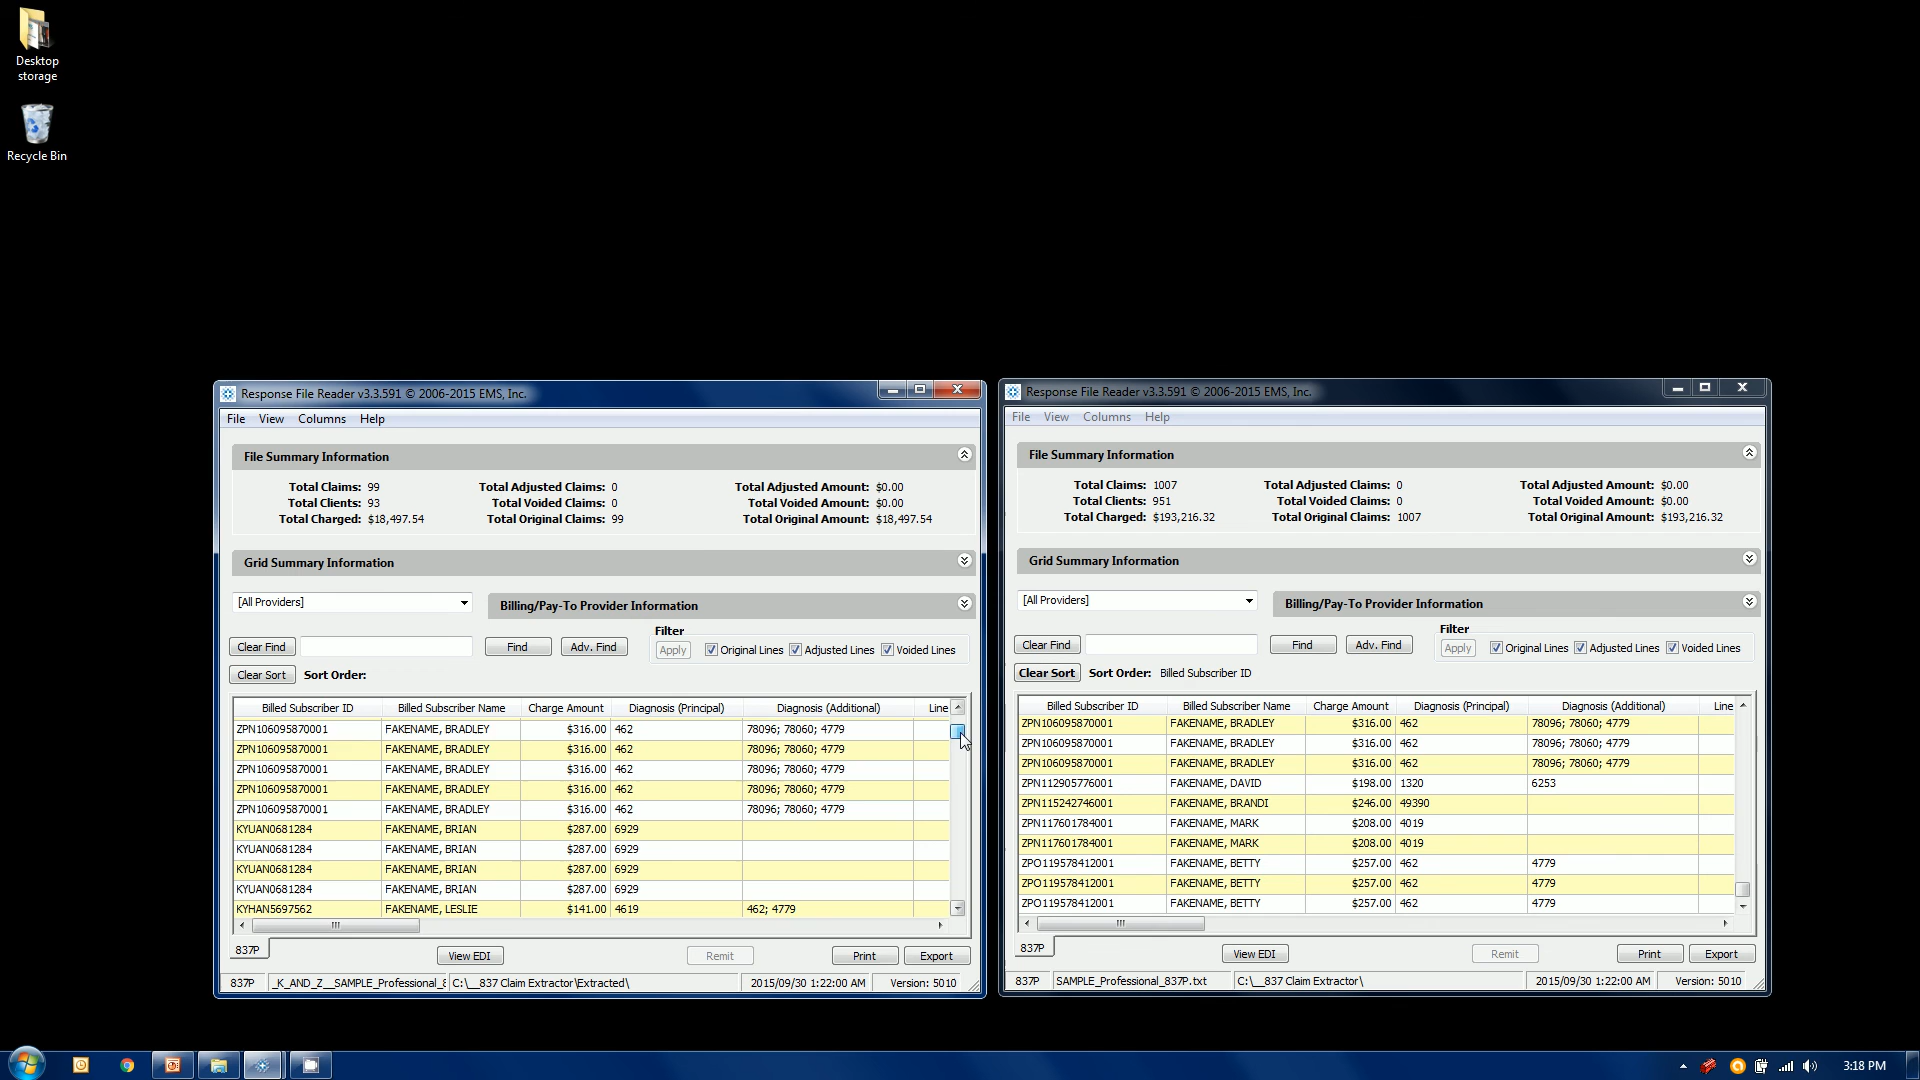 Desktop
storage
Recycle Bin
Response File Reader v3.3.591 © 2006-2015 EMS, Inc.
File View Columns Help
File Summary Information
Total Claims: 99 Total Adjusted Claims: 0 Total Adjusted Amount: $0.00
Total Clients: 93 Total Voided Claims: 0 Total Voided Amount: $0.00
Total Charged: $18,497.54 Total Original Claims: 99 Total Original Amount: $18,497.54
Grid Summary Information
[All Providers] Billing/Pay-To Provider Information
Filter
Clear Find Find Adv. Find Apply Original Lines Adjusted Lines Voided Lines
Clear Sort Sort Order:
Billed Subscriber ID Billed Subscriber Name Charge Amount Diagnosis (Principal) Diagnosis (Additional) Line
ZPN106095870001 FAKENAME, BRADLEY $316.00 462 78096; 78060; 4779
ZPN106095870001 FAKENAME, BRADLEY $316.00 462 78096; 78060; 4779
ZPN106095870001 FAKENAME, BRADLEY $316.00 462 78096; 78060; 4779
ZPN106095870001 FAKENAME, BRADLEY $316.00 462 78096; 78060; 4779
ZPN106095870001 FAKENAME, BRADLEY $316.00 462 78096; 78060; 4779
KYUAN0681284 FAKENAME, BRIAN $287.00 6929
KYUAN0681284 FAKENAME, BRIAN $287.00 6929
KYUAN0681284 FAKENAME, BRIAN $287.00 6929
KYUAN0681284 FAKENAME, BRIAN $287.00 6929
KYHAN5697562 FAKENAME, LESLIE $141.00 4619 462; 4779
837P
View EDI Remit Print Export
837P _K_AND_Z__SAMPLE_Professional_8 C:\__837 Claim Extractor\Extracted\ 2015/09/30 1:22:00 AM Version: 5010
Response File Reader v3.3.591 © 2006-2015 EMS, Inc.
File View Columns Help
File Summary Information
Total Claims: 1007 Total Adjusted Claims: 0 Total Adjusted Amount: $0.00
Total Clients: 951 Total Voided Claims: 0 Total Voided Amount: $0.00
Total Charged: $193,216.32 Total Original Claims: 1007 Total Original Amount: $193,216.32
Grid Summary Information
[All Providers] Billing/Pay-To Provider Information
Filter
Clear Find Find Adv. Find Apply Original Lines Adjusted Lines Voided Lines
Clear Sort Sort Order: Billed Subscriber ID
Billed Subscriber ID Billed Subscriber Name Charge Amount Diagnosis (Principal) Diagnosis (Additional) Line
ZPN106095870001 FAKENAME, BRADLEY $316.00 462 78096; 78060; 4779
ZPN106095870001 FAKENAME, BRADLEY $316.00 462 78096; 78060; 4779
ZPN106095870001 FAKENAME, BRADLEY $316.00 462 78096; 78060; 4779
ZPN112905776001 FAKENAME, DAVID $198.00 1320 6253
ZPN115242746001 FAKENAME, BRANDI $246.00 49390
ZPN117601784001 FAKENAME, MARK $208.00 4019
ZPN117601784001 FAKENAME, MARK $208.00 4019
ZPO119578412001 FAKENAME, BETTY $257.00 462 4779
ZPO119578412001 FAKENAME, BETTY $257.00 462 4779
ZPO119578412001 FAKENAME, BETTY $257.00 462 4779
837P
View EDI Remit Print Export
837P SAMPLE_Professional_837P.txt C:\__837 Claim Extractor\ 2015/09/30 1:22:00 AM Version: 5010
3:18 PM